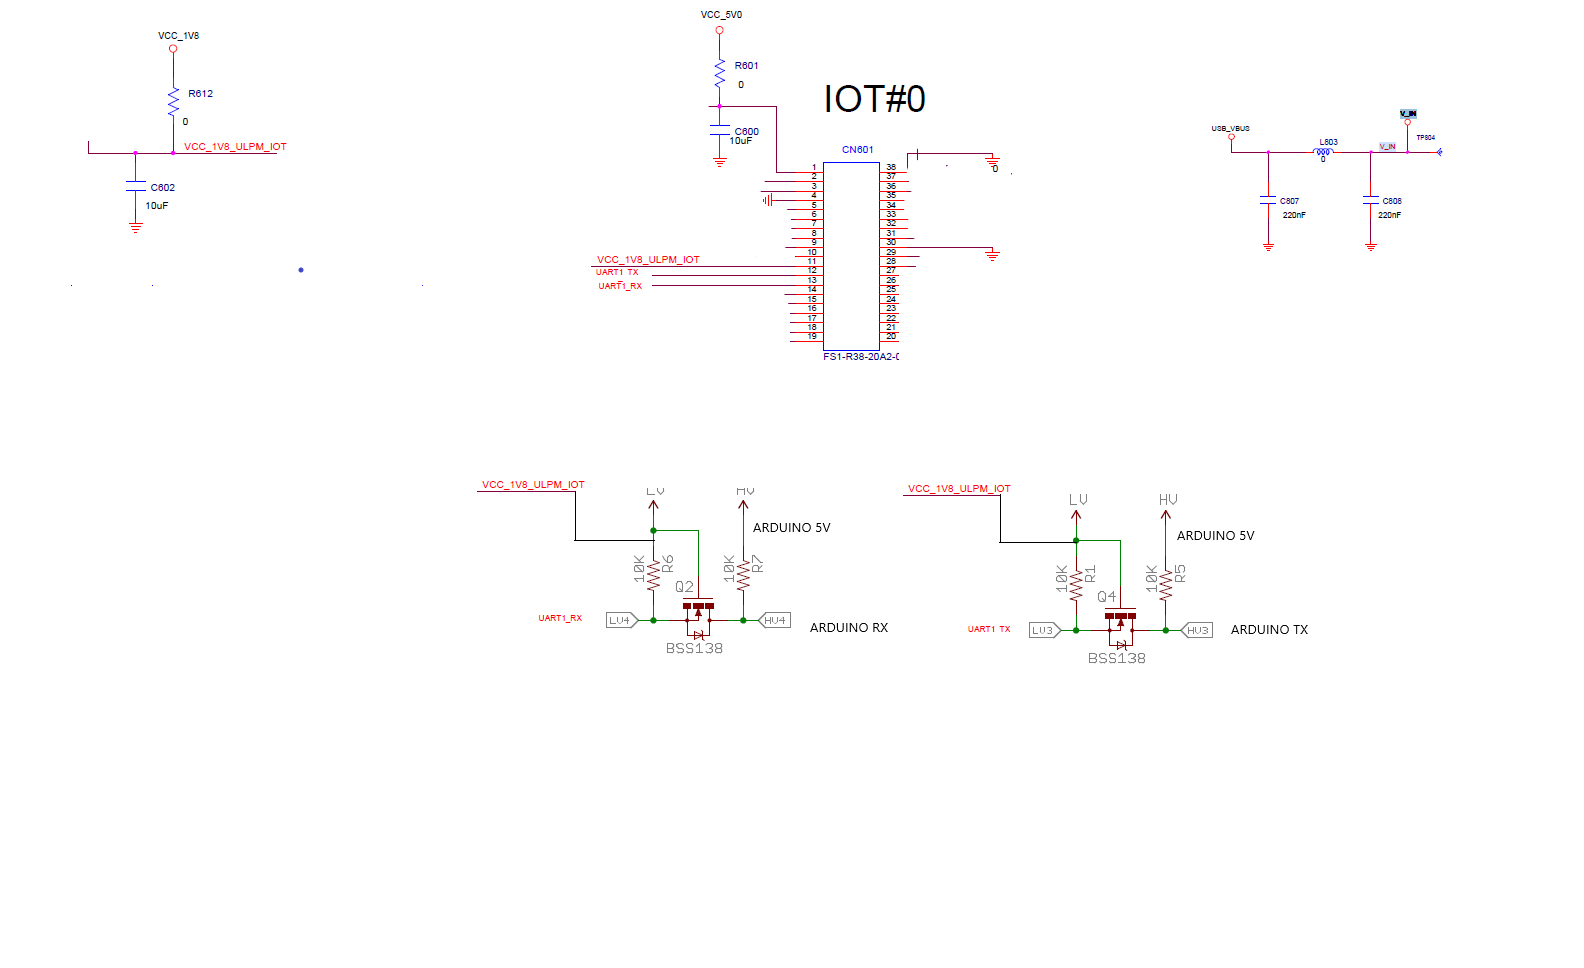 VCC_1V8
R612
0
VCC_1V8_ULPM_IOT
C602
10uF
VCC_5V0
R601
0
C600
10uF
IOT#0
CN601
1
2
3
4
5
6
7
8
9
10
11
12
13
14
15
16
17
18
19
38
37
36
35
34
33
32
31
30
29
28
27
26
25
24
23
22
21
20
FS1-R38-20A2-0
0
VCC_1V8_ULPM_IOT
UART1_TX
UART1_RX
USB_VBUS
L803
0
V_IN
V_IN
TP804
C807
220nF
C808
220nF
VCC_1V8_ULPM_IOT
LV
HV
ARDUINO 5V
10K
R6
10K
R7
Q2
UART1_RX
LV4
HV4
ARDUINO RX
BSS138
VCC_1V8_ULPM_IOT
LV
HV
ARDUINO 5V
10K
R1
10K
R5
Q4
UART1 TX
LV3
HV3
ARDUINO TX
BSS138